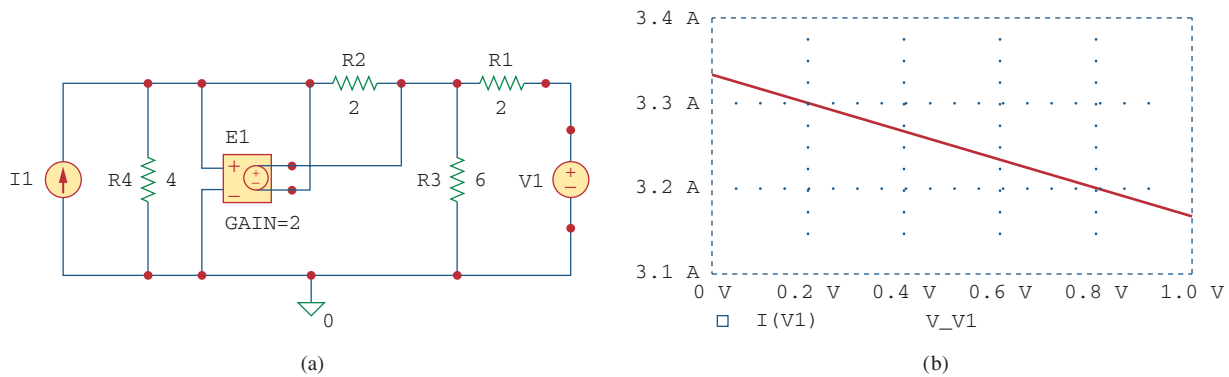 R2
R1
2
2
E1
I1
R4
4
R3
6
V1
GAIN=2
0
(a)
3.4 A
3.3 A
3.2 A
3.1 A
0 V
0.2 V
0.4 V
0.6 V
0.8 V
1.0 V
I(V1)
V_V1
(b)